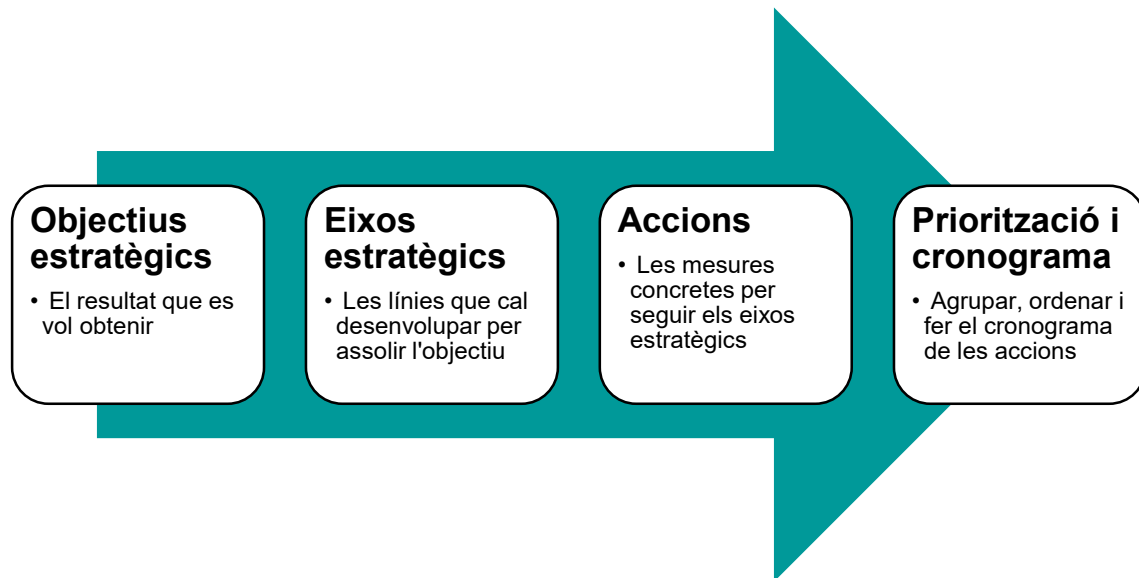 Objectius
estratègics
• El resultat que es
vol obtenir
Eixos
estratègics
• Les línies que cal
desenvolupar per
assolir l'objectiu
Accions
• Les mesures
concretes per
seguir els eixos
estratègics
Priorització i
cronograma
• Agrupar, ordenar i
fer el cronograma
de les accions